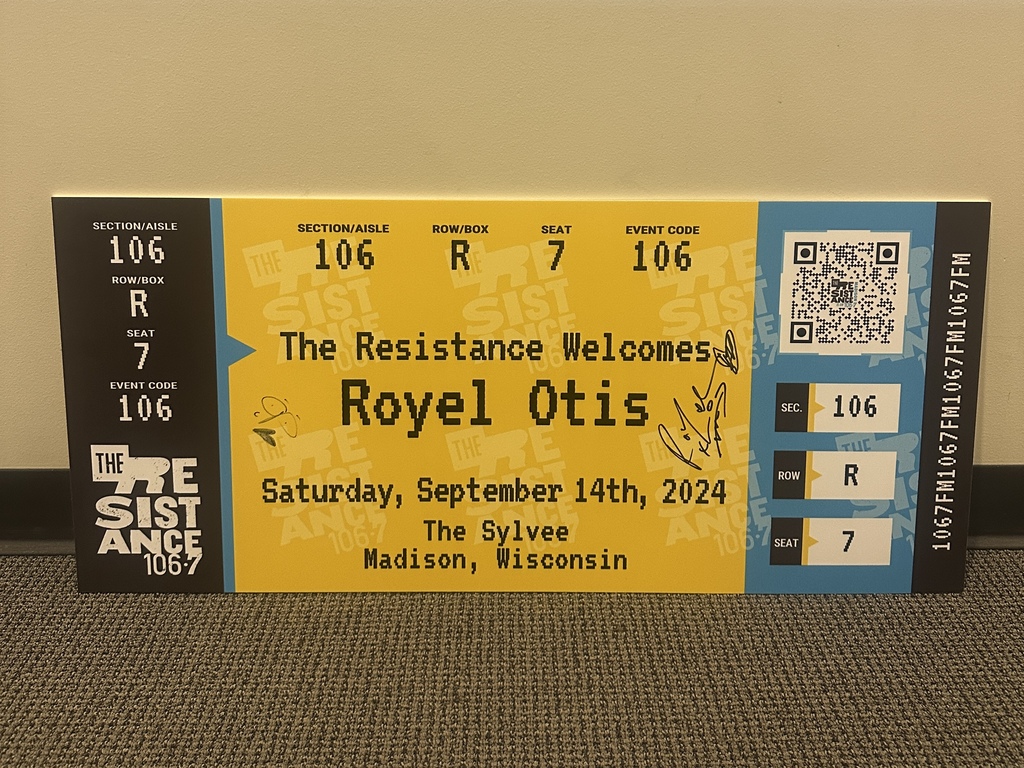 SECTION/AISLE
106
ROW/BOX
R
SEAT
7
EVENT CODE
106
THE
RE
SIST
ANCE
106.7
SECTION/AISLE
106
ROW/BOX
R
SEAT
7
EVENT CODE
106
The Resistance Welcomes
Royel Otis
Saturday, September 14th, 2024
The Sylvee
Madison, Wisconsin
SEC.
106
ROW
R
SEAT
7
1067FM1067FM1067FM1067FM